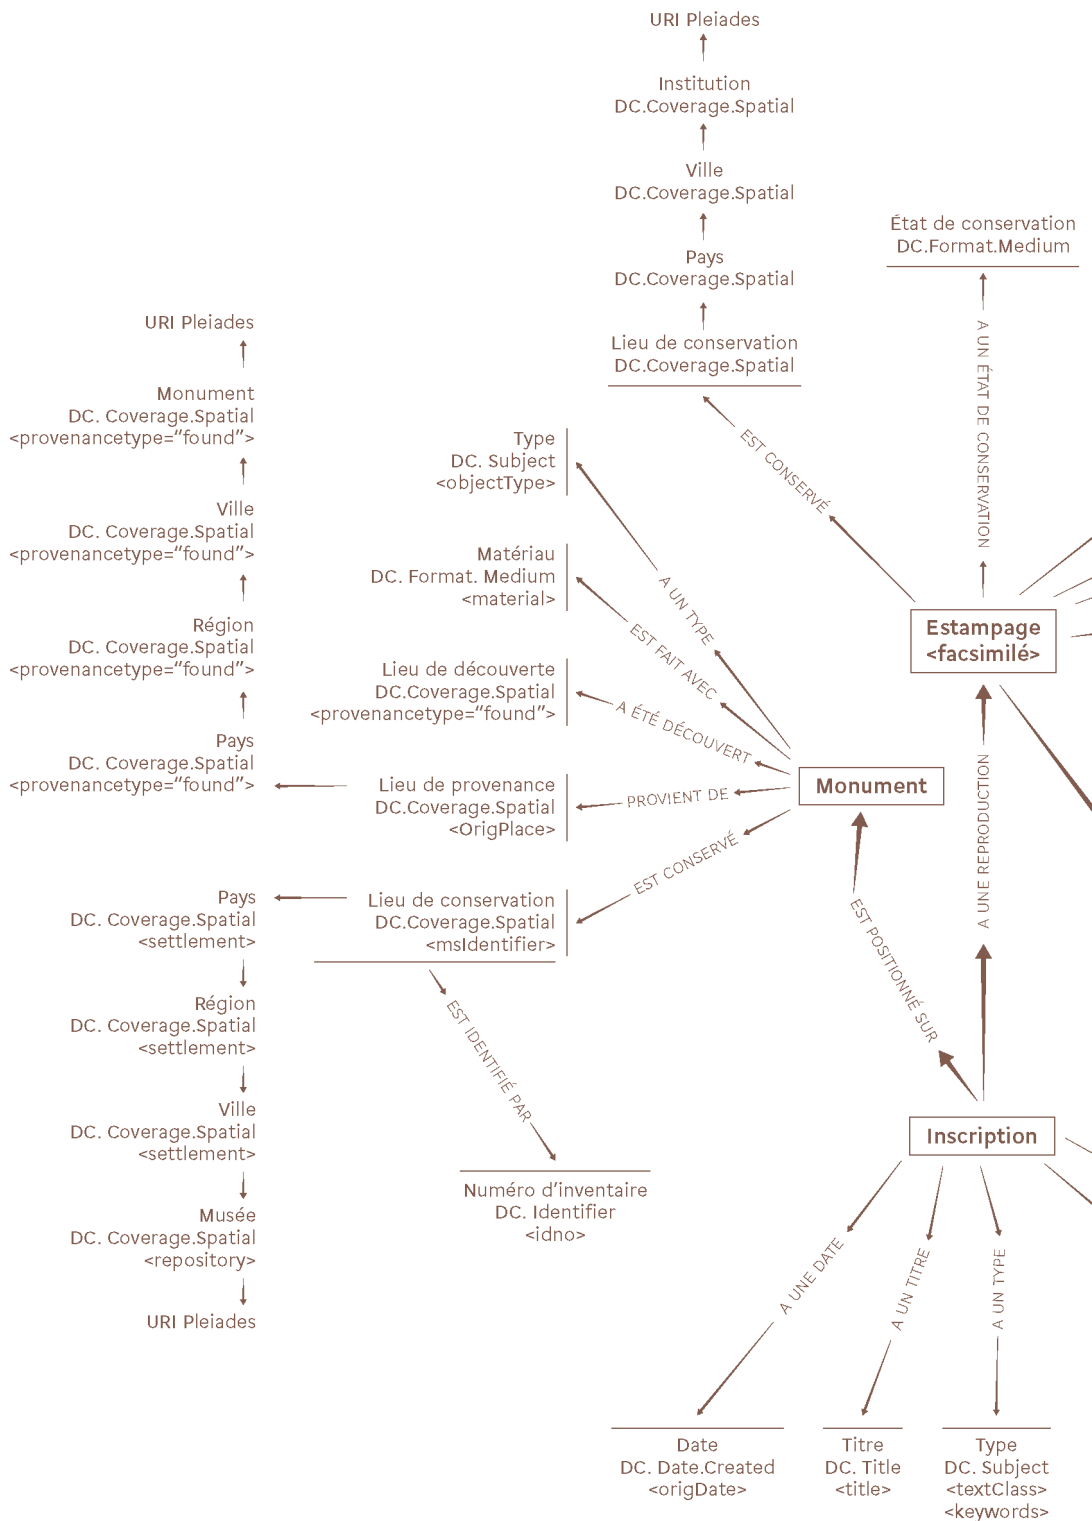 URI Pleiades
Institution
DC.Coverage.Spatial
Ville
DC.Coverage.Spatial
Pays
DC.Coverage.Spatial
Lieu de conservation
DC.Coverage.Spatial
État de conservation
DC.Format.Medium
A UN ÉTAT DE CONSERVATION
EST CONSERVÉ
Estampage
<facsimilé>
URI Pleiades
Monument
DC. Coverage.Spatial
<provenancetype=“found”>
Ville
DC. Coverage.Spatial
<provenancetype=“found”>
Région
DC. Coverage.Spatial
<provenancetype=“found”>
Pays
DC. Coverage.Spatial
<provenancetype=“found”>
Type
DC. Subject
<objectType>
Matériau
DC. Format. Medium
<material>
Lieu de découverte
DC.Coverage.Spatial
<provenancetype=“found”>
Lieu de provenance
DC.Coverage.Spatial
<OrigPlace>
Lieu de conservation
DC.Coverage.Spatial
<msIdentifier>
A UN TYPE
EST FAIT AVEC
A ÉTÉ DÉCOUVERT
PROVIENT DE
EST CONSERVÉ
Monument
A UNE REPRODUCTION
EST POSITIONNÉ SUR
Pays
DC. Coverage.Spatial
<settlement>
Région
DC. Coverage.Spatial
<settlement>
Ville
DC. Coverage.Spatial
<settlement>
Musée
DC. Coverage.Spatial
<repository>
URI Pleiades
EST IDENTIFIÉ PAR
Numéro d’inventaire
DC. Identifier
<idno>
Inscription
A UNE DATE
A UN TITRE
A UN TYPE
Date
DC. Date.Created
<origDate>
Titre
DC. Title
<title>
Type
DC. Subject
<textClass>
<keywords>